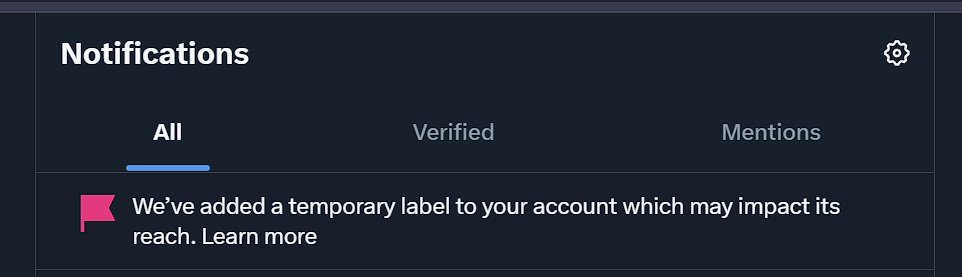 Notifications
All
Verified
Mentions
We’ve added a temporary label to your account which may impact its
reach. Learn more